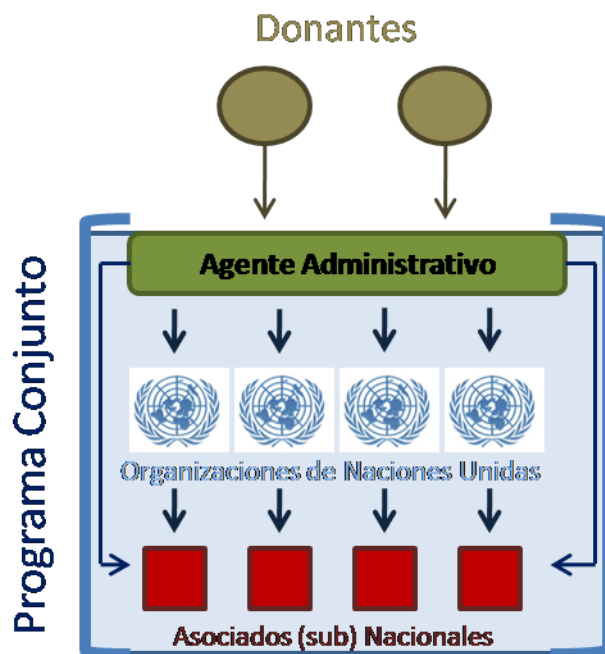 Donantes
Programa Conjunto
Agente Administrativo
Organizaciones de Naciones Unidas
Asociados (sub) Nacionales